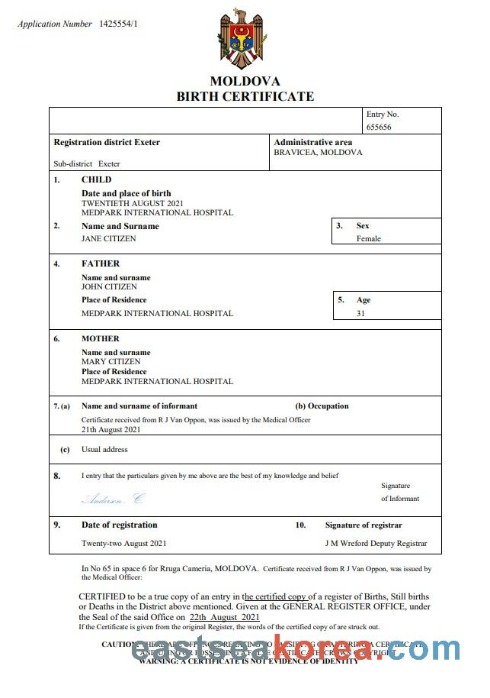 Application Number 1425554/1
MOLDOVA
BIRTH CERTIFICATE
Entry No.
655656
Registration district Exeter
Administrative area
BRAVICEA, MOLDOVA
Sub-district Exeter
1. CHILD
Date and place of birth
TWENTIETH AUGUST 2021
MEDPARK INTERNATIONAL HOSPITAL
2. Name and Surname
3. Sex
JANE CITIZEN
Female
4. FATHER
Name and surname
JOHN CITIZEN
Place of Residence
5. Age
MEDPARK INTERNATIONAL HOSPITAL
31
6. MOTHER
Name and surname
MARY CITIZEN
Place of Residence
MEDPARK INTERNATIONAL HOSPITAL
7. (a) Name and surname of informant (b) Occupation
Certificate received from R J Van Oppon, was issued by the Medical Officer
21th August 2021
(c) Usual address
8. I entry that the particulars given by me above are the best of my knowledge and belief
Signature
of Informant
Anderson C
9. Date of registration
10. Signature of registrar
Twenty-two August 2021
J M Wreford Deputy Registrar
In No 65 in space 6 for Rruga Cameria, MOLDOVA. Certificate received from R J Van Oppon, was issued by
the Medical Officer:
CERTIFIED to be a true copy of an entry in the certified copy of a register of Births, Still births
or Deaths in the District above mentioned. Given at the GENERAL REGISTER OFFICE, under
the Seal of the said Office on 22th August 2021
If the Certificate is given from the original Register, the words of the certified copy of are struck out.
CAUTION:
eastseakorea.com
WARNING: A CERTIFICATE IS NOT EVIDENCE OF IDENTITY